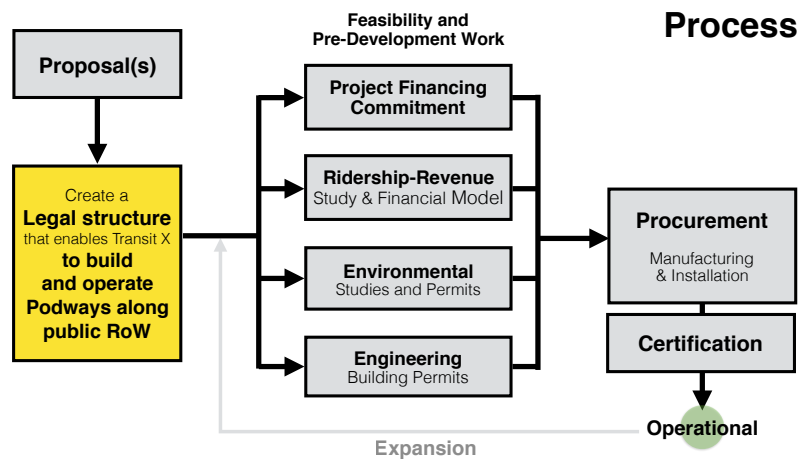 Process
Feasibility and
Pre-Development Work
Proposal(s)
Create a
Legal structure
that enables Transit X
to build
and operate
Podways along
public RoW
Project Financing
Commitment
Ridership-Revenue
Study & Financial Model
Environmental
Studies and Permits
Engineering
Building Permits
Procurement
Manufacturing
& Installation
Certification
Operational
Expansion